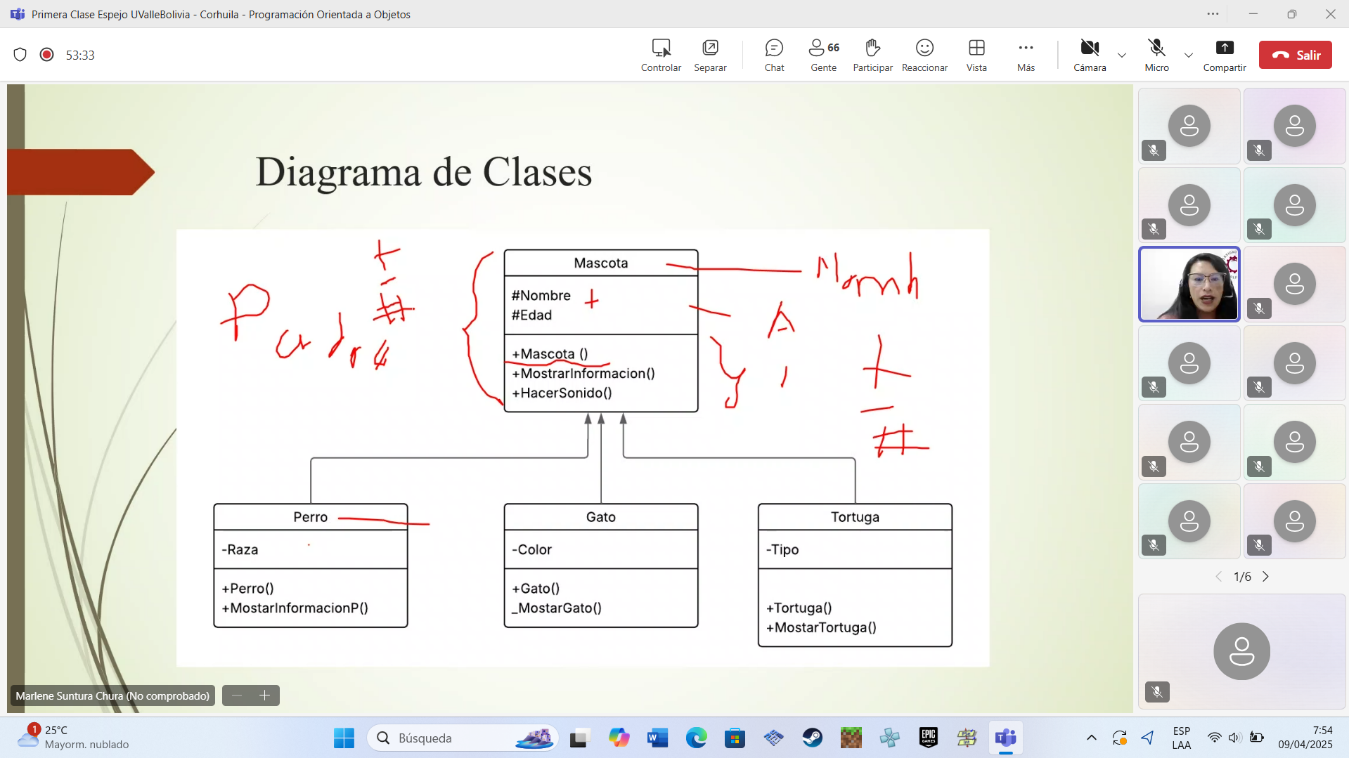 Primera Clase Espejo UValleBolivia - Corhuila - Programación Orientada a Objetos
53:33
Controlar
Separar
Chat
66
Gente
Participar
Reaccionar
Vista
Más
Cámara
Micro
Compartir
Salir
Diagrama de Clases
+
-
#
Mascota
#Nombre
+
#Edad
A
+Mascota ()
+MostrarInformacion()
+HacerSonido()
+
-
#
Perro
-Raza
+Perro()
+MostarInformacionP()
Gato
-Color
+Gato()
_MostarGato()
Tortuga
-Tipo
+Tortuga()
+MostarTortuga()
1/6
Marlene Suntura Chura (No comprobado)
1
25°C
Mayorm. nublado
Búsqueda
EPIC
GAMES
ESP
LAA
7:54
09/04/2025